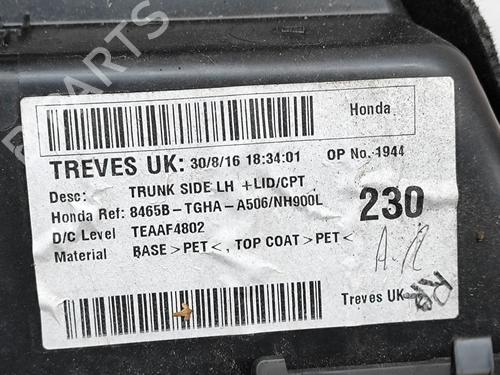 Honda
TREVES UK: 30/8/16 18:34:01 OP No. 1944
Desc: TRUNK SIDE LH +LID/CPT
Honda Ref: 8465B-TGHA-A506/NH900L
230
D/C Level TEAAF4802
Material BASE >PET<, TOP COAT >PET<
Treves UK